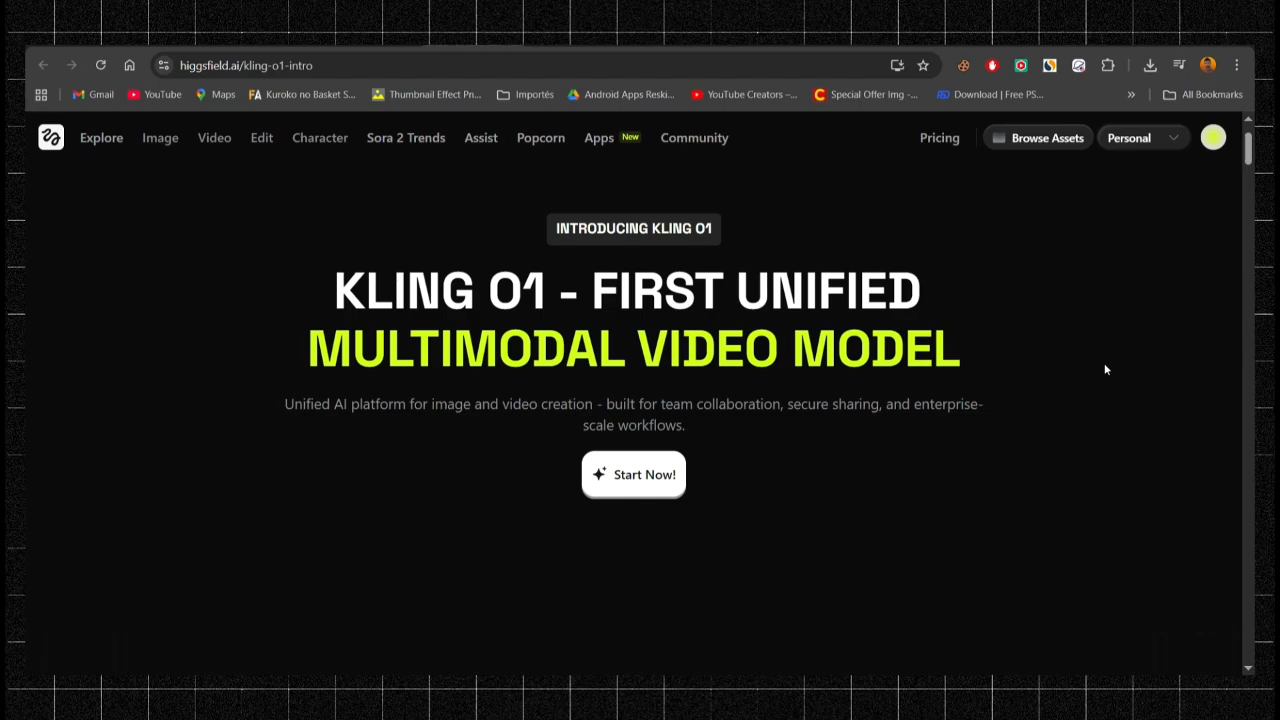 higgsfield.ai/kling-o1-intro
Gmail YouTube Maps Kuroko no Basket S... Thumbnail Effect Pn... Importés Android Apps Reski... YouTube Creators –... Special Offer Img -... Download | Free PS... » All Bookmarks
Explore Image Video Edit Character Sora 2 Trends Assist Popcorn Apps New Community Pricing Browse Assets Personal
INTRODUCING KLING O1
KLING O1 - FIRST UNIFIED
MULTIMODAL VIDEO MODEL
Unified AI platform for image and video creation - built for team collaboration, secure sharing, and enterprise-
scale workflows.
Start Now!